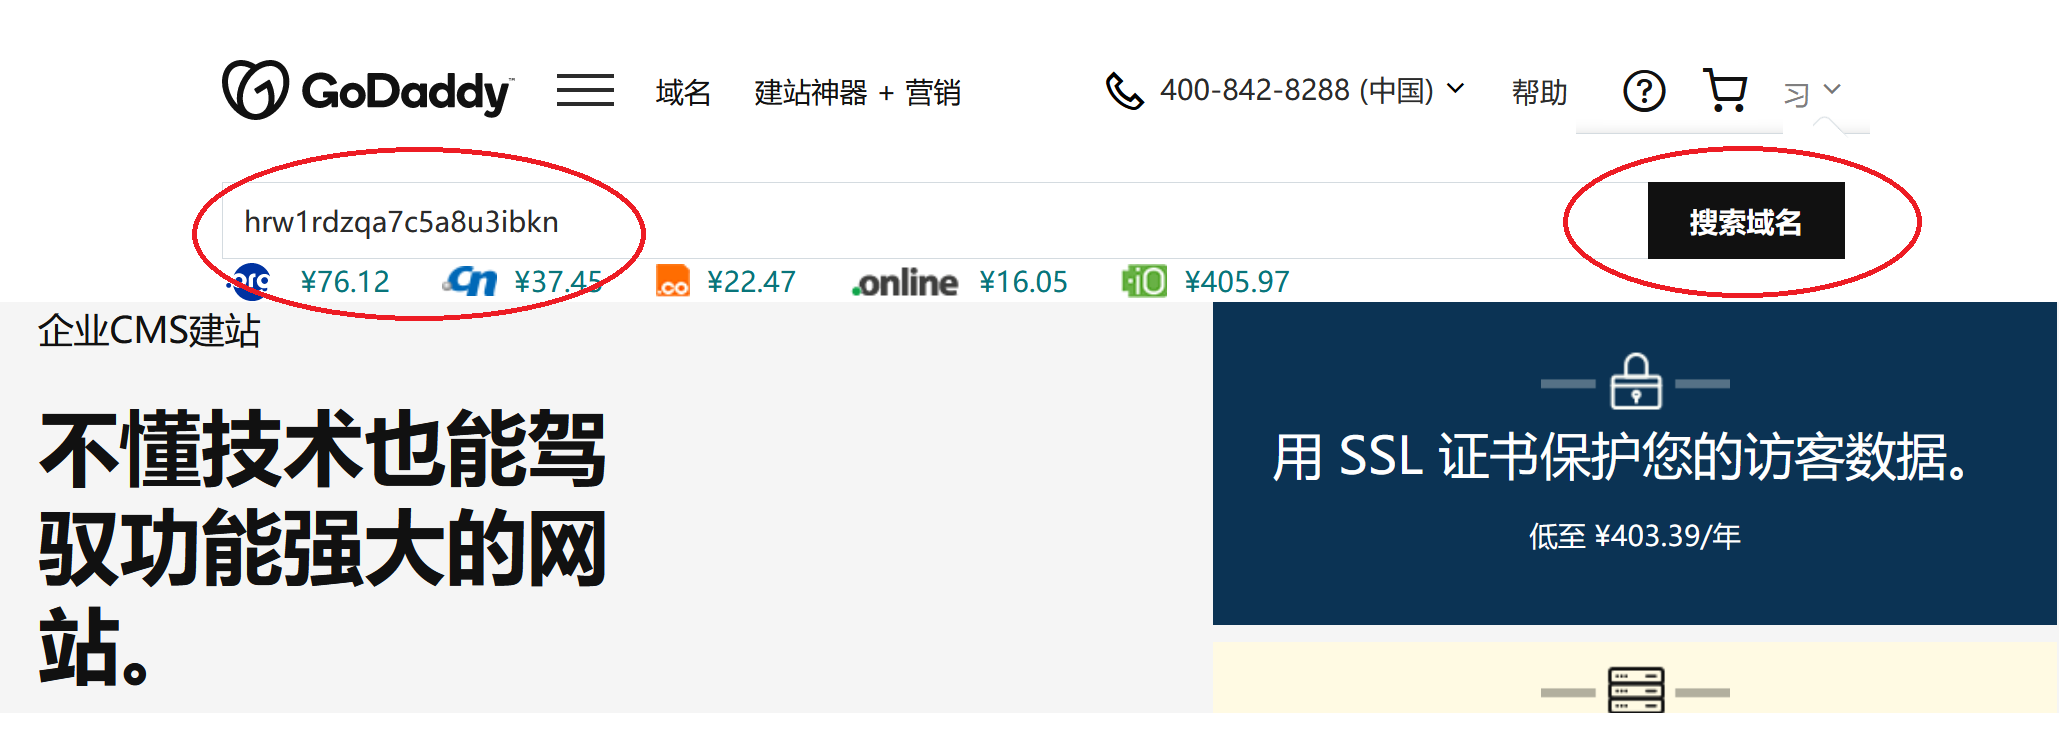 GoDaddy™ 域名 建站神器 + 营销 400-842-8288 (中国) 帮助 ? 习
hrw1rdzqa7c5a8u3ibkn 搜索域名
.org ¥76.12 .cn ¥37.45 .co ¥22.47 .online ¥16.05 .io ¥405.97
企业CMS建站
不懂技术也能驾
驭功能强大的网
站。
用 SSL 证书保护您的访客数据。
低至 ¥403.39/年